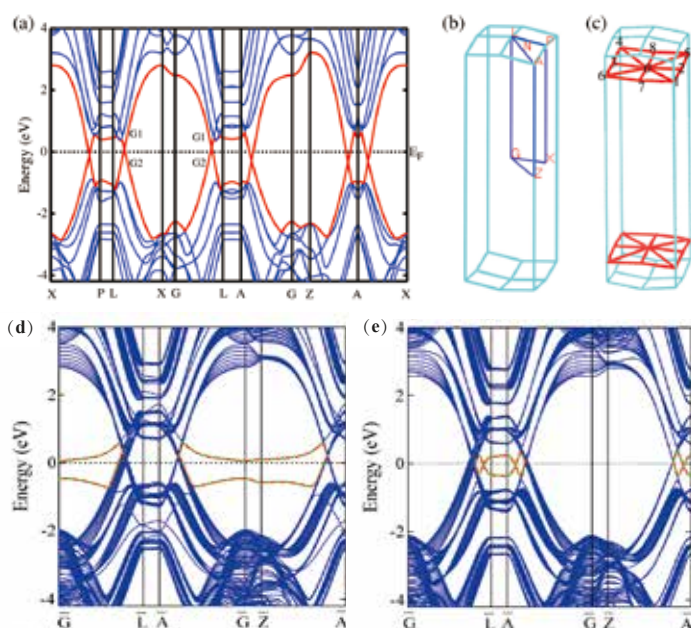 (a)
(b)
(c)
4
2
0
-2
-4
Energy (eV)
G1
G2
G1
G2
E_F
X
P
L
X
G
L
A
G
Z
A
X
P
N
A
G
X
Z
4
8
6
7
(d)
(e)
4
2
0
-2
-4
Energy (eV)
G̅
L̅
A̅
G̅
Z̅
A̅
4
2
0
-2
-4
Energy (eV)
G̅
L̅
A̅
G̅
Z̅
A̅